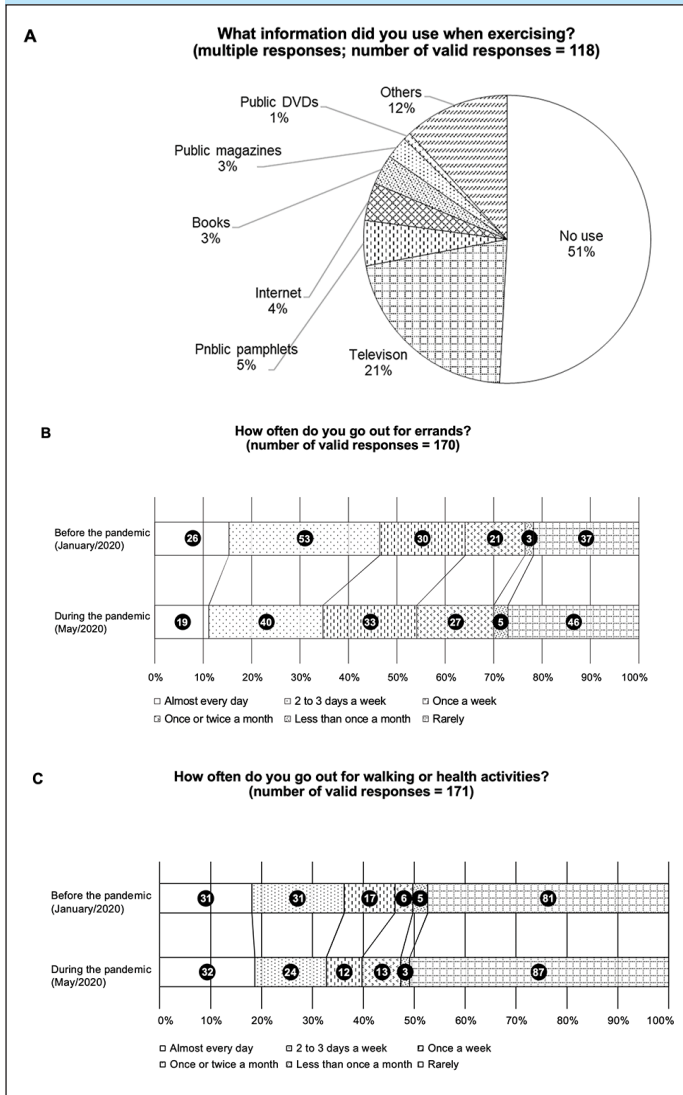 A
What information did you use when exercising?
(multiple responses; number of valid responses = 118)
Others
12%
Public DVDs
1%
Public magazines
3%
Books
3%
Internet
4%
Pnblic pamphlets
5%
Televison
21%
No use
51%
B
How often do you go out for errands?
(number of valid responses = 170)
Before the pandemic
(January/2020)
26 53 30 21 3 37
During the pandemic
(May/2020)
19 40 33 27 5 46
0% 10% 20% 30% 40% 50% 60% 70% 80% 90% 100%
Almost every day 2 to 3 days a week Once a week
Once or twice a month Less than once a month Rarely
C
How often do you go out for walking or health activities?
(number of valid responses = 171)
Before the pandemic
(January/2020)
31 31 17 6 5 81
During the pandemic
(May/2020)
32 24 12 13 3 87
0% 10% 20% 30% 40% 50% 60% 70% 80% 90% 100%
Almost every day 2 to 3 days a week Once a week
Once or twice a month Less than once a month Rarely